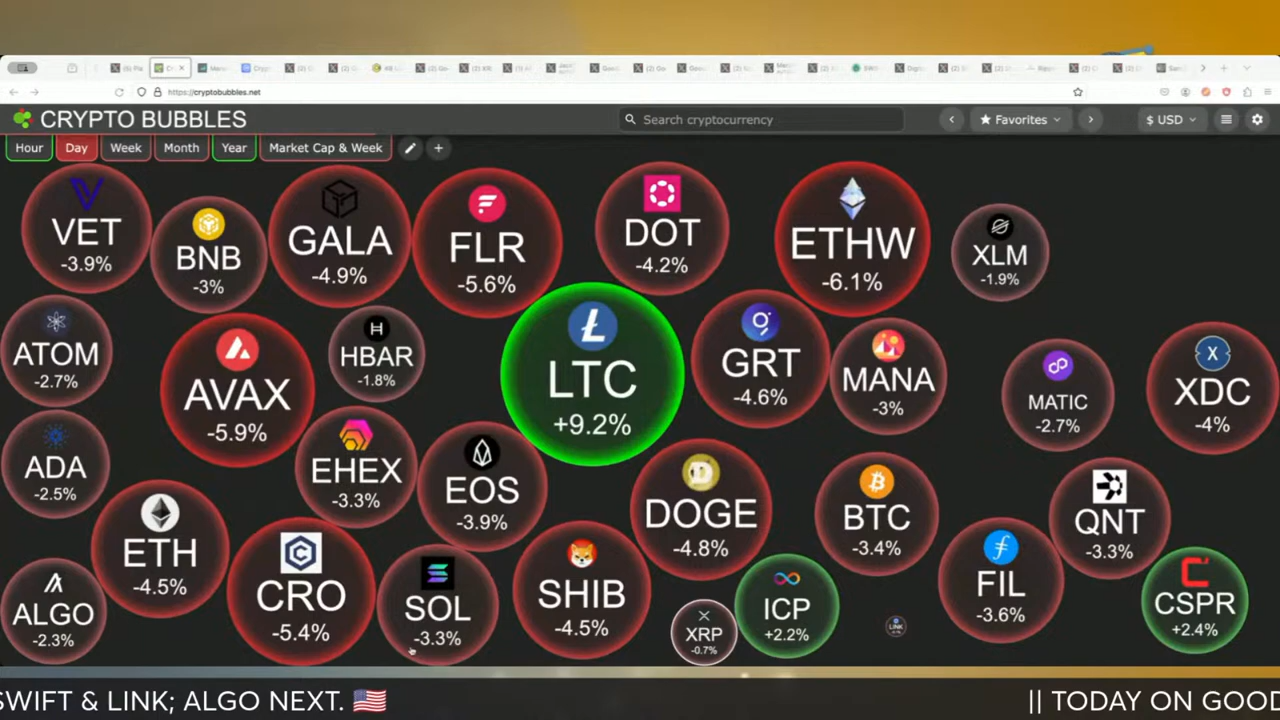 https://cryptobubbles.net
CRYPTO BUBBLES
Search cryptocurrency
Favorites
$ USD
Hour
Day
Week
Month
Year
Market Cap & Week
VET
-3.9%
BNB
-3%
GALA
-4.9%
FLR
-5.6%
DOT
-4.2%
ETHW
-6.1%
XLM
-1.9%
ATOM
-2.7%
AVAX
-5.9%
HBAR
-1.8%
LTC
+9.2%
GRT
-4.6%
MANA
-3%
MATIC
-2.7%
XDC
-4%
ADA
-2.5%
EHEX
-3.3%
EOS
-3.9%
DOGE
-4.8%
BTC
-3.4%
QNT
-3.3%
ETH
-4.5%
CRO
-5.4%
SOL
-3.3%
SHIB
-4.5%
XRP
-0.7%
ICP
+2.2%
LINK
FIL
-3.6%
CSPR
+2.4%
ALGO
-2.3%
SWIFT & LINK; ALGO NEXT. 🇺🇸 || TODAY ON GOOD